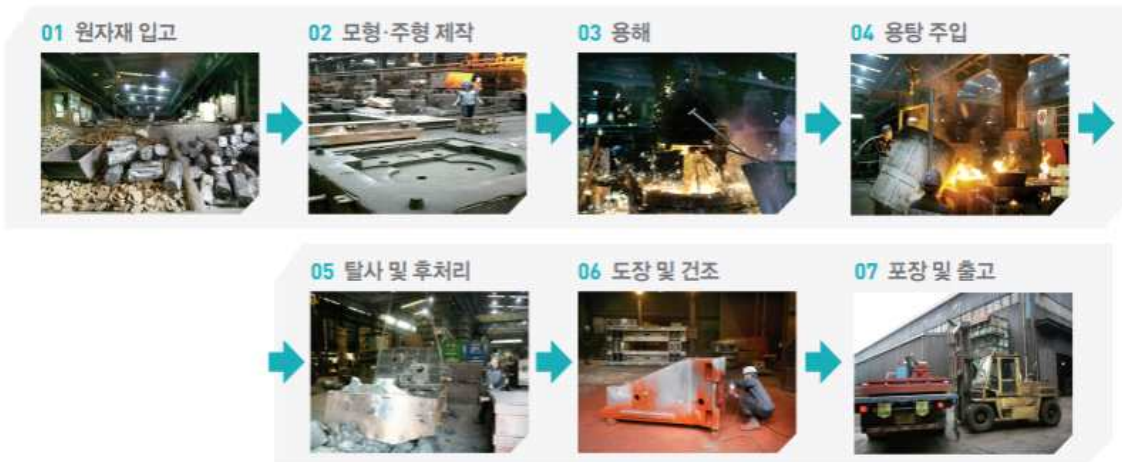 01 원자재 입고
02 모형·주형 제작
03 용해
04 용탕 주입
05 탈사 및 후처리
06 도장 및 건조
07 포장 및 출고